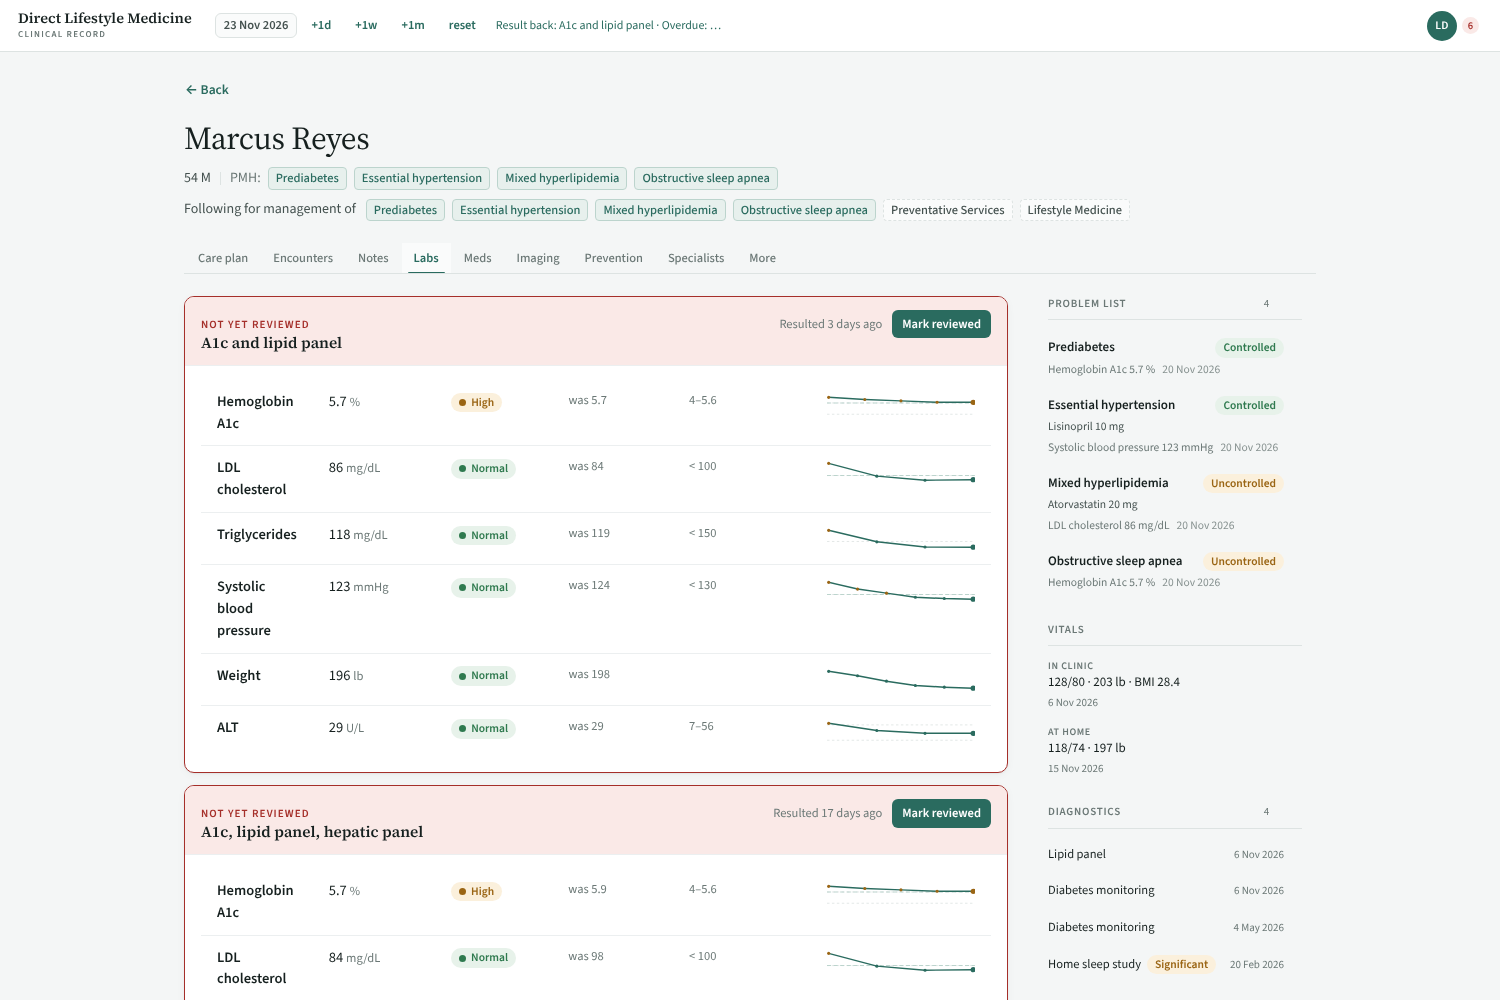 Direct Lifestyle Medicine
CLINICAL RECORD
23 Nov 2026 +1d +1w +1m reset Result back: A1c and lipid panel · Overdue: …
LD 6
← Back
Marcus Reyes
54 M PMH: Prediabetes Essential hypertension Mixed hyperlipidemia Obstructive sleep apnea
Following for management of Prediabetes Essential hypertension Mixed hyperlipidemia Obstructive sleep apnea Preventative Services Lifestyle Medicine
Care plan Encounters Notes Labs Meds Imaging Prevention Specialists More
NOT YET REVIEWED
A1c and lipid panel
Resulted 3 days ago Mark reviewed
Hemoglobin A1c 5.7 % High was 5.7 4–5.6
LDL cholesterol 86 mg/dL Normal was 84 < 100
Triglycerides 118 mg/dL Normal was 119 < 150
Systolic blood pressure 123 mmHg Normal was 124 < 130
Weight 196 lb Normal was 198
ALT 29 U/L Normal was 29 7–56
NOT YET REVIEWED
A1c, lipid panel, hepatic panel
Resulted 17 days ago Mark reviewed
Hemoglobin A1c 5.7 % High was 5.9 4–5.6
LDL cholesterol 84 mg/dL Normal was 98 < 100
PROBLEM LIST 4
Prediabetes Controlled
Hemoglobin A1c 5.7 % 20 Nov 2026
Essential hypertension Controlled
Lisinopril 10 mg
Systolic blood pressure 123 mmHg 20 Nov 2026
Mixed hyperlipidemia Uncontrolled
Atorvastatin 20 mg
LDL cholesterol 86 mg/dL 20 Nov 2026
Obstructive sleep apnea Uncontrolled
Hemoglobin A1c 5.7 % 20 Nov 2026
VITALS
IN CLINIC
128/80 · 203 lb · BMI 28.4
6 Nov 2026
AT HOME
118/74 · 197 lb
15 Nov 2026
DIAGNOSTICS 4
Lipid panel 6 Nov 2026
Diabetes monitoring 6 Nov 2026
Diabetes monitoring 4 May 2026
Home sleep study Significant 20 Feb 2026